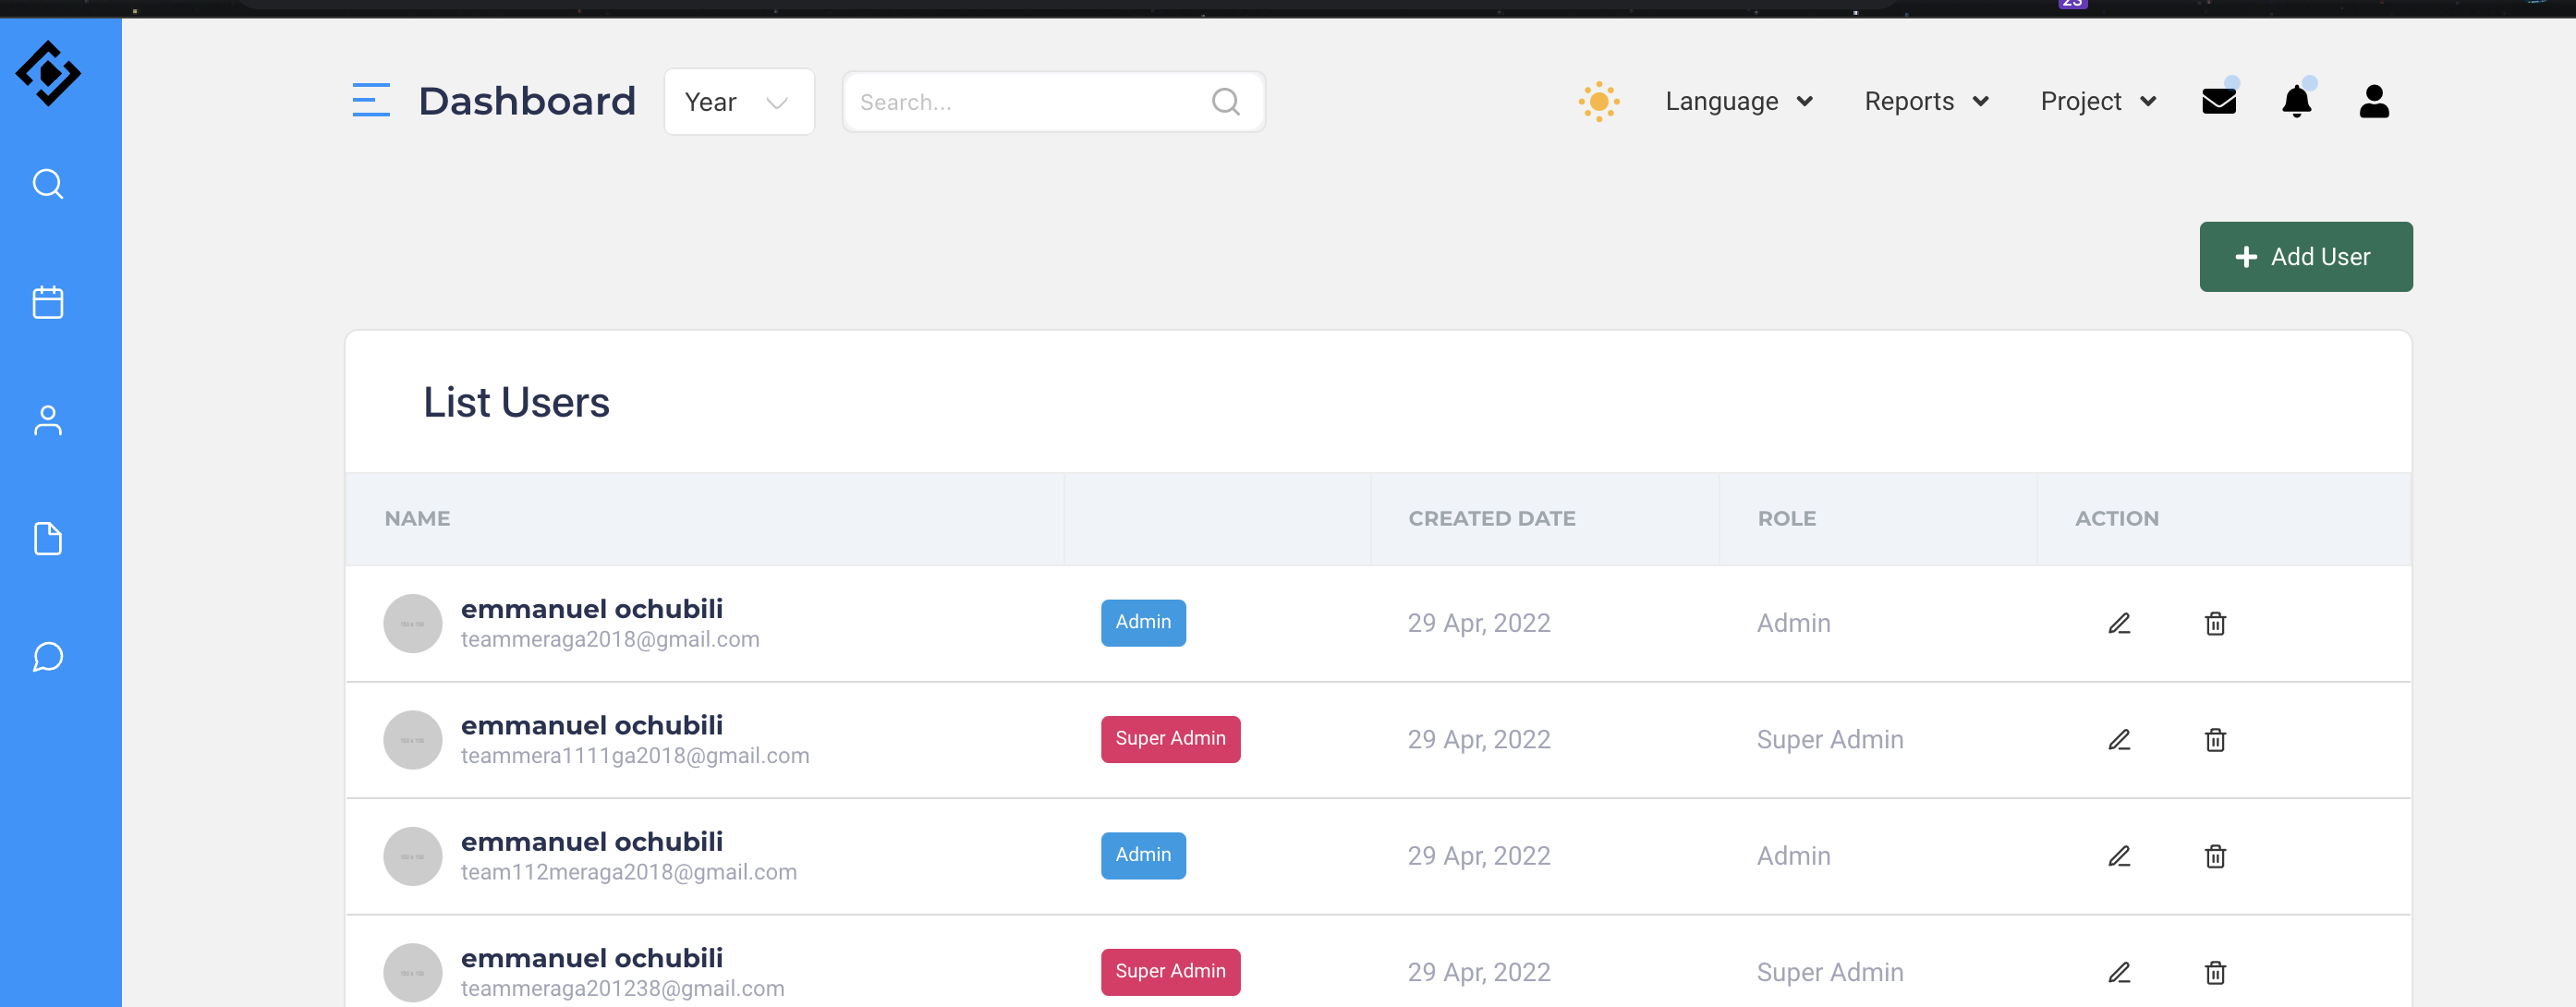 23
Dashboard
Year
Search...
Language
Reports
Project
Add User
List Users
NAME
CREATED DATE
ROLE
ACTION
emmanuel ochubili
teammeraga2018@gmail.com
Admin
29 Apr, 2022
Admin
emmanuel ochubili
teammera1111ga2018@gmail.com
Super Admin
29 Apr, 2022
Super Admin
emmanuel ochubili
team112meraga2018@gmail.com
Admin
29 Apr, 2022
Admin
emmanuel ochubili
teammeraga201238@gmail.com
Super Admin
29 Apr, 2022
Super Admin